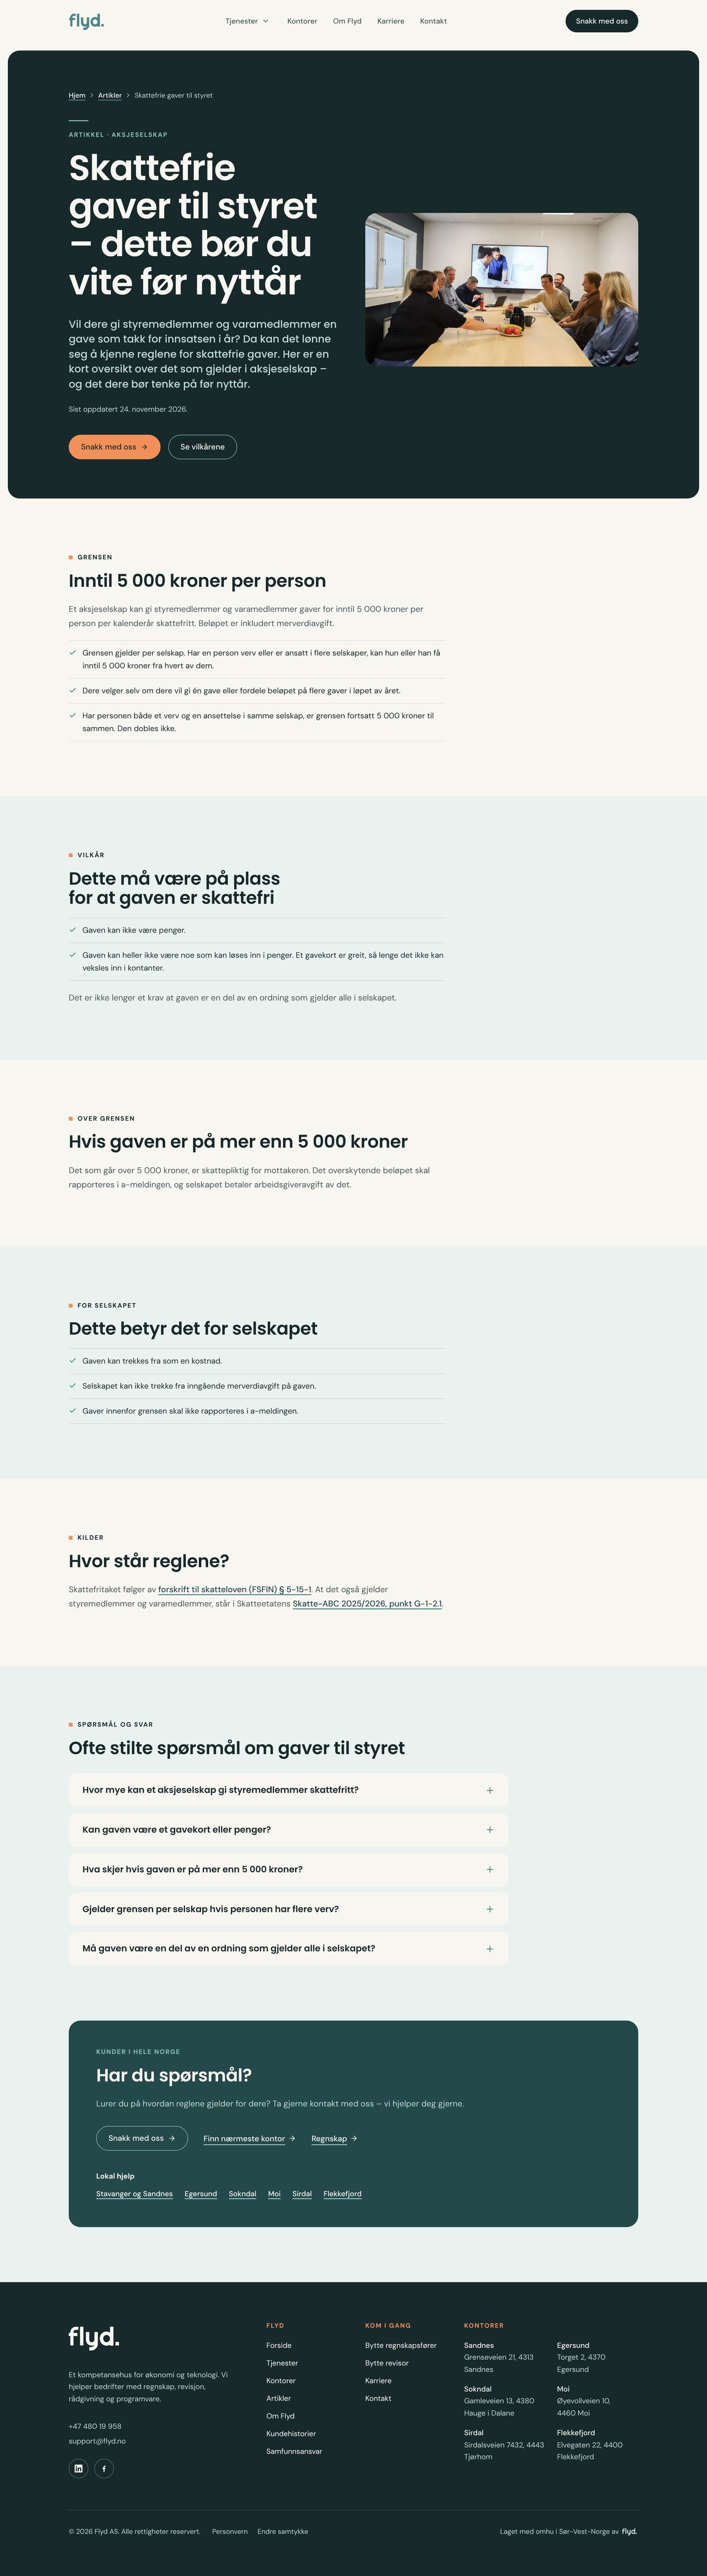 flyd.
Tjenester
Kontorer
Om Flyd
Karriere
Kontakt
Snakk med oss
Hjem > Artikler > Skattefrie gaver til styret
ARTIKKEL · AKSJESELSKAP
Skattefrie
gaver til styret
– dette bør du
vite før nyttår
Vil dere gi styremedlemmer og varamedlemmer en
gave som takk for innsatsen i år? Da kan det lønne
seg å kjenne reglene for skattefrie gaver. Her er en
kort oversikt over det som gjelder i aksjeselskap –
og det dere bør tenke på før nyttår.
Sist oppdatert 24. november 2026.
Snakk med oss →
Se vilkårene
GRENSEN
Inntil 5 000 kroner per person
Et aksjeselskap kan gi styremedlemmer og varamedlemmer gaver for inntil 5 000 kroner per
person per kalenderår skattefritt. Beløpet er inkludert merverdiavgift.
Grensen gjelder per selskap. Har en person verv eller er ansatt i flere selskaper, kan hun eller han få
inntil 5 000 kroner fra hvert av dem.
Dere velger selv om dere vil gi én gave eller fordele beløpet på flere gaver i løpet av året.
Har personen både et verv og en ansettelse i samme selskap, er grensen fortsatt 5 000 kroner til
sammen. Den dobles ikke.
VILKÅR
Dette må være på plass
for at gaven er skattefri
Gaven kan ikke være penger.
Gaven kan heller ikke være noe som kan løses inn i penger. Et gavekort er greit, så lenge det ikke kan
veksles inn i kontanter.
Det er ikke lenger et krav at gaven er en del av en ordning som gjelder alle i selskapet.
OVER GRENSEN
Hvis gaven er på mer enn 5 000 kroner
Det som går over 5 000 kroner, er skattepliktig for mottakeren. Det overskytende beløpet skal
rapporteres i a-meldingen, og selskapet betaler arbeidsgiveravgift av det.
FOR SELSKAPET
Dette betyr det for selskapet
Gaven kan trekkes fra som en kostnad.
Selskapet kan ikke trekke fra inngående merverdiavgift på gaven.
Gaver innenfor grensen skal ikke rapporteres i a-meldingen.
KILDER
Hvor står reglene?
Skattefritaket følger av forskrift til skatteloven (FSFIN) § 5-15-1. At det også gjelder
styremedlemmer og varamedlemmer, står i Skatteetatens Skatte-ABC 2025/2026, punkt G-1-2.1.
SPØRSMÅL OG SVAR
Ofte stilte spørsmål om gaver til styret
Hvor mye kan et aksjeselskap gi styremedlemmer skattefritt?
Kan gaven være et gavekort eller penger?
Hva skjer hvis gaven er på mer enn 5 000 kroner?
Gjelder grensen per selskap hvis personen har flere verv?
Må gaven være en del av en ordning som gjelder alle i selskapet?
KUNDER I HELE NORGE
Har du spørsmål?
Lurer du på hvordan reglene gjelder for dere? Ta gjerne kontakt med oss – vi hjelper deg gjerne.
Snakk med oss →
Finn nærmeste kontor →
Regnskap →
Lokal hjelp
Stavanger og Sandnes
Egersund
Sokndal
Moi
Sirdal
Flekkefjord
flyd.
Et kompetansehus for økonomi og teknologi. Vi
hjelper bedrifter med regnskap, revisjon,
rådgivning og programvare.
+47 480 19 958
support@flyd.no
FLYD
Forside
Tjenester
Kontorer
Artikler
Om Flyd
Kundehistorier
Samfunnsansvar
KOM I GANG
Bytte regnskapsfører
Bytte revisor
Karriere
Kontakt
KONTORER
Sandnes
Grenseveien 21, 4313
Sandnes
Egersund
Torget 2, 4370
Egersund
Sokndal
Gamleveien 13, 4380
Hauge i Dalane
Moi
Øyevollveien 10,
4460 Moi
Sirdal
Sirdalsveien 7432, 4443
Tjørhom
Flekkefjord
Elvegaten 22, 4400
Flekkefjord
© 2026 Flyd AS. Alle rettigheter reservert.
Personvern
Endre samtykke
Laget med omhu i Sør-Vest-Norge av flyd.